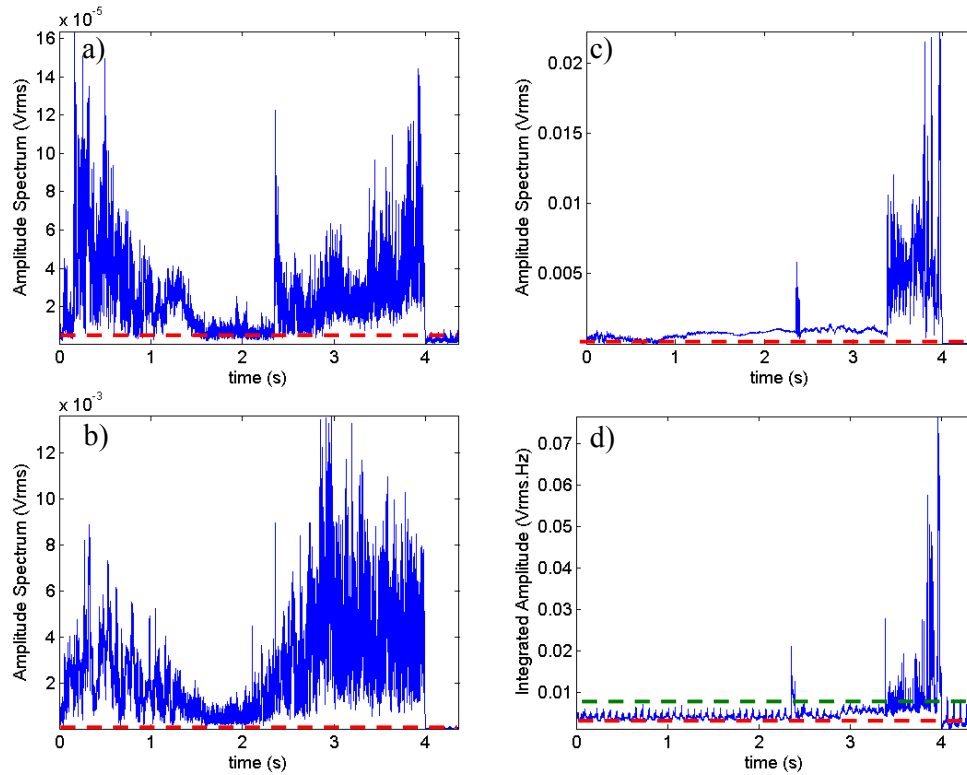 x 10^-5
a)
16
14
12
10
8
6
4
2
Amplitude Spectrum (Vrms)
0 1 2 3 4
time (s)
c)
0.02
0.015
0.01
0.005
Amplitude Spectrum (Vrms)
0 1 2 3 4
time (s)
x 10^-3
b)
12
10
8
6
4
2
Amplitude Spectrum (Vrms)
0 1 2 3 4
time (s)
d)
0.07
0.06
0.05
0.04
0.03
0.02
0.01
Integrated Amplitude (Vrms.Hz)
0 1 2 3 4
time (s)